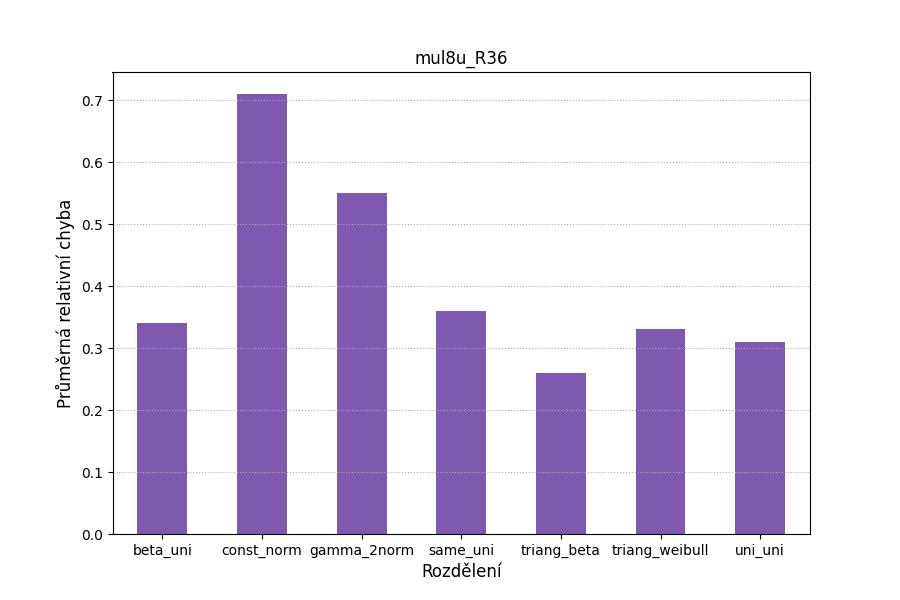 mul8u_R36
Průměrná relativní chyba
0.7
0.6
0.5
0.4
0.3
0.2
0.1
0.0
beta_uni const_norm gamma_2norm same_uni triang_beta triang_weibull uni_uni
Rozdělení